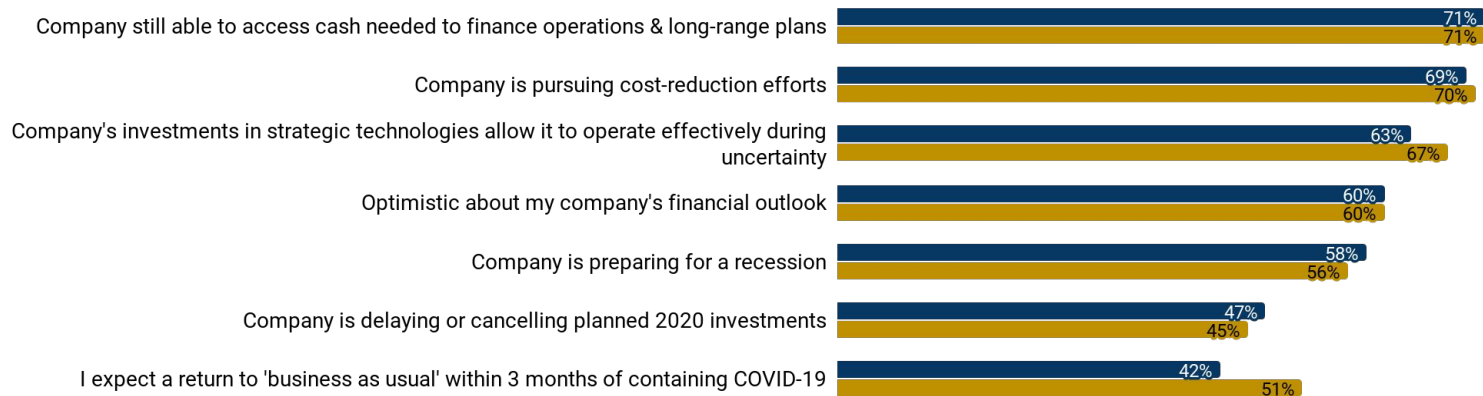 Company still able to access cash needed to finance operations & long-range plans
71%
71%
Company is pursuing cost-reduction efforts
69%
70%
Company's investments in strategic technologies allow it to operate effectively during
uncertainty
63%
67%
Optimistic about my company's financial outlook
60%
60%
Company is preparing for a recession
58%
56%
Company is delaying or cancelling planned 2020 investments
47%
45%
I expect a return to 'business as usual' within 3 months of containing COVID-19
42%
51%